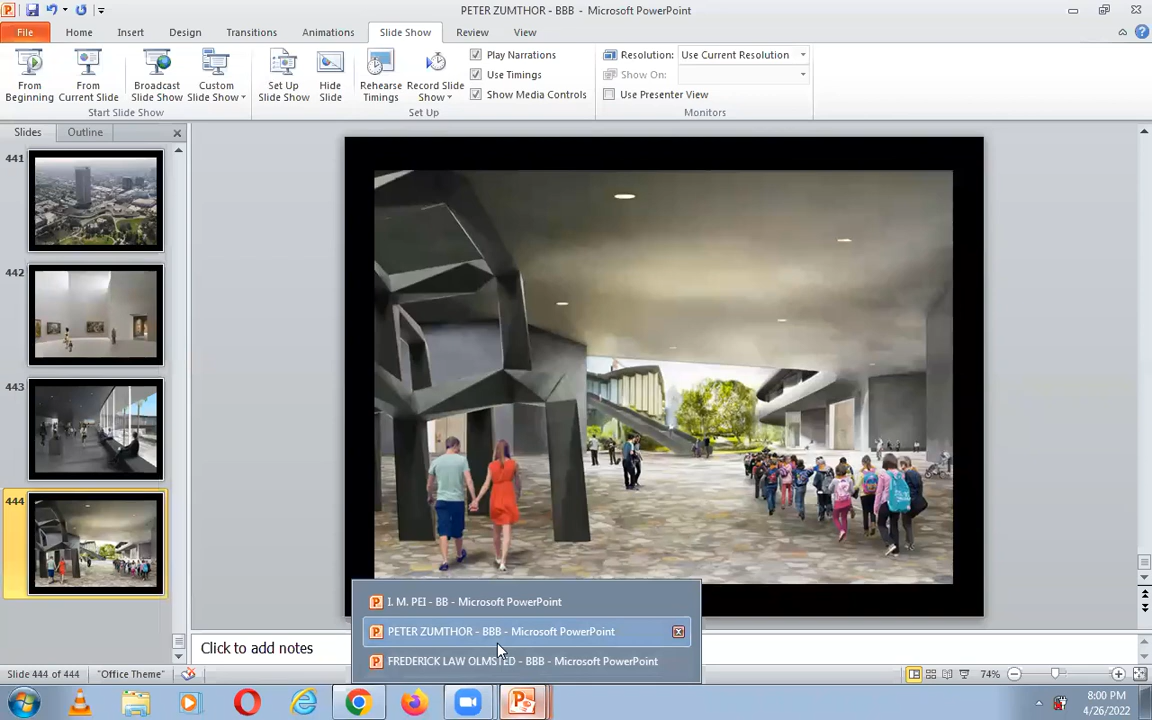 PETER ZUMTHOR - BBB - Microsoft PowerPoint
File Home Insert Design Transitions Animations Slide Show Review View
From Beginning
From Current Slide
Broadcast Slide Show
Custom Slide Show
Start Slide Show
Set Up Slide Show
Hide Slide
Rehearse Timings
Record Slide Show
Play Narrations
Use Timings
Show Media Controls
Set Up
Resolution: Use Current Resolution
Show On:
Use Presenter View
Monitors
Slides Outline
441
442
443
444
I. M. PEI - BB - Microsoft PowerPoint
PETER ZUMTHOR - BBB - Microsoft PowerPoint
FREDERICK LAW OLMSTED - BBB - Microsoft PowerPoint
Click to add notes
Slide 444 of 444 "Office Theme" 74%
8:00 PM
4/26/2022